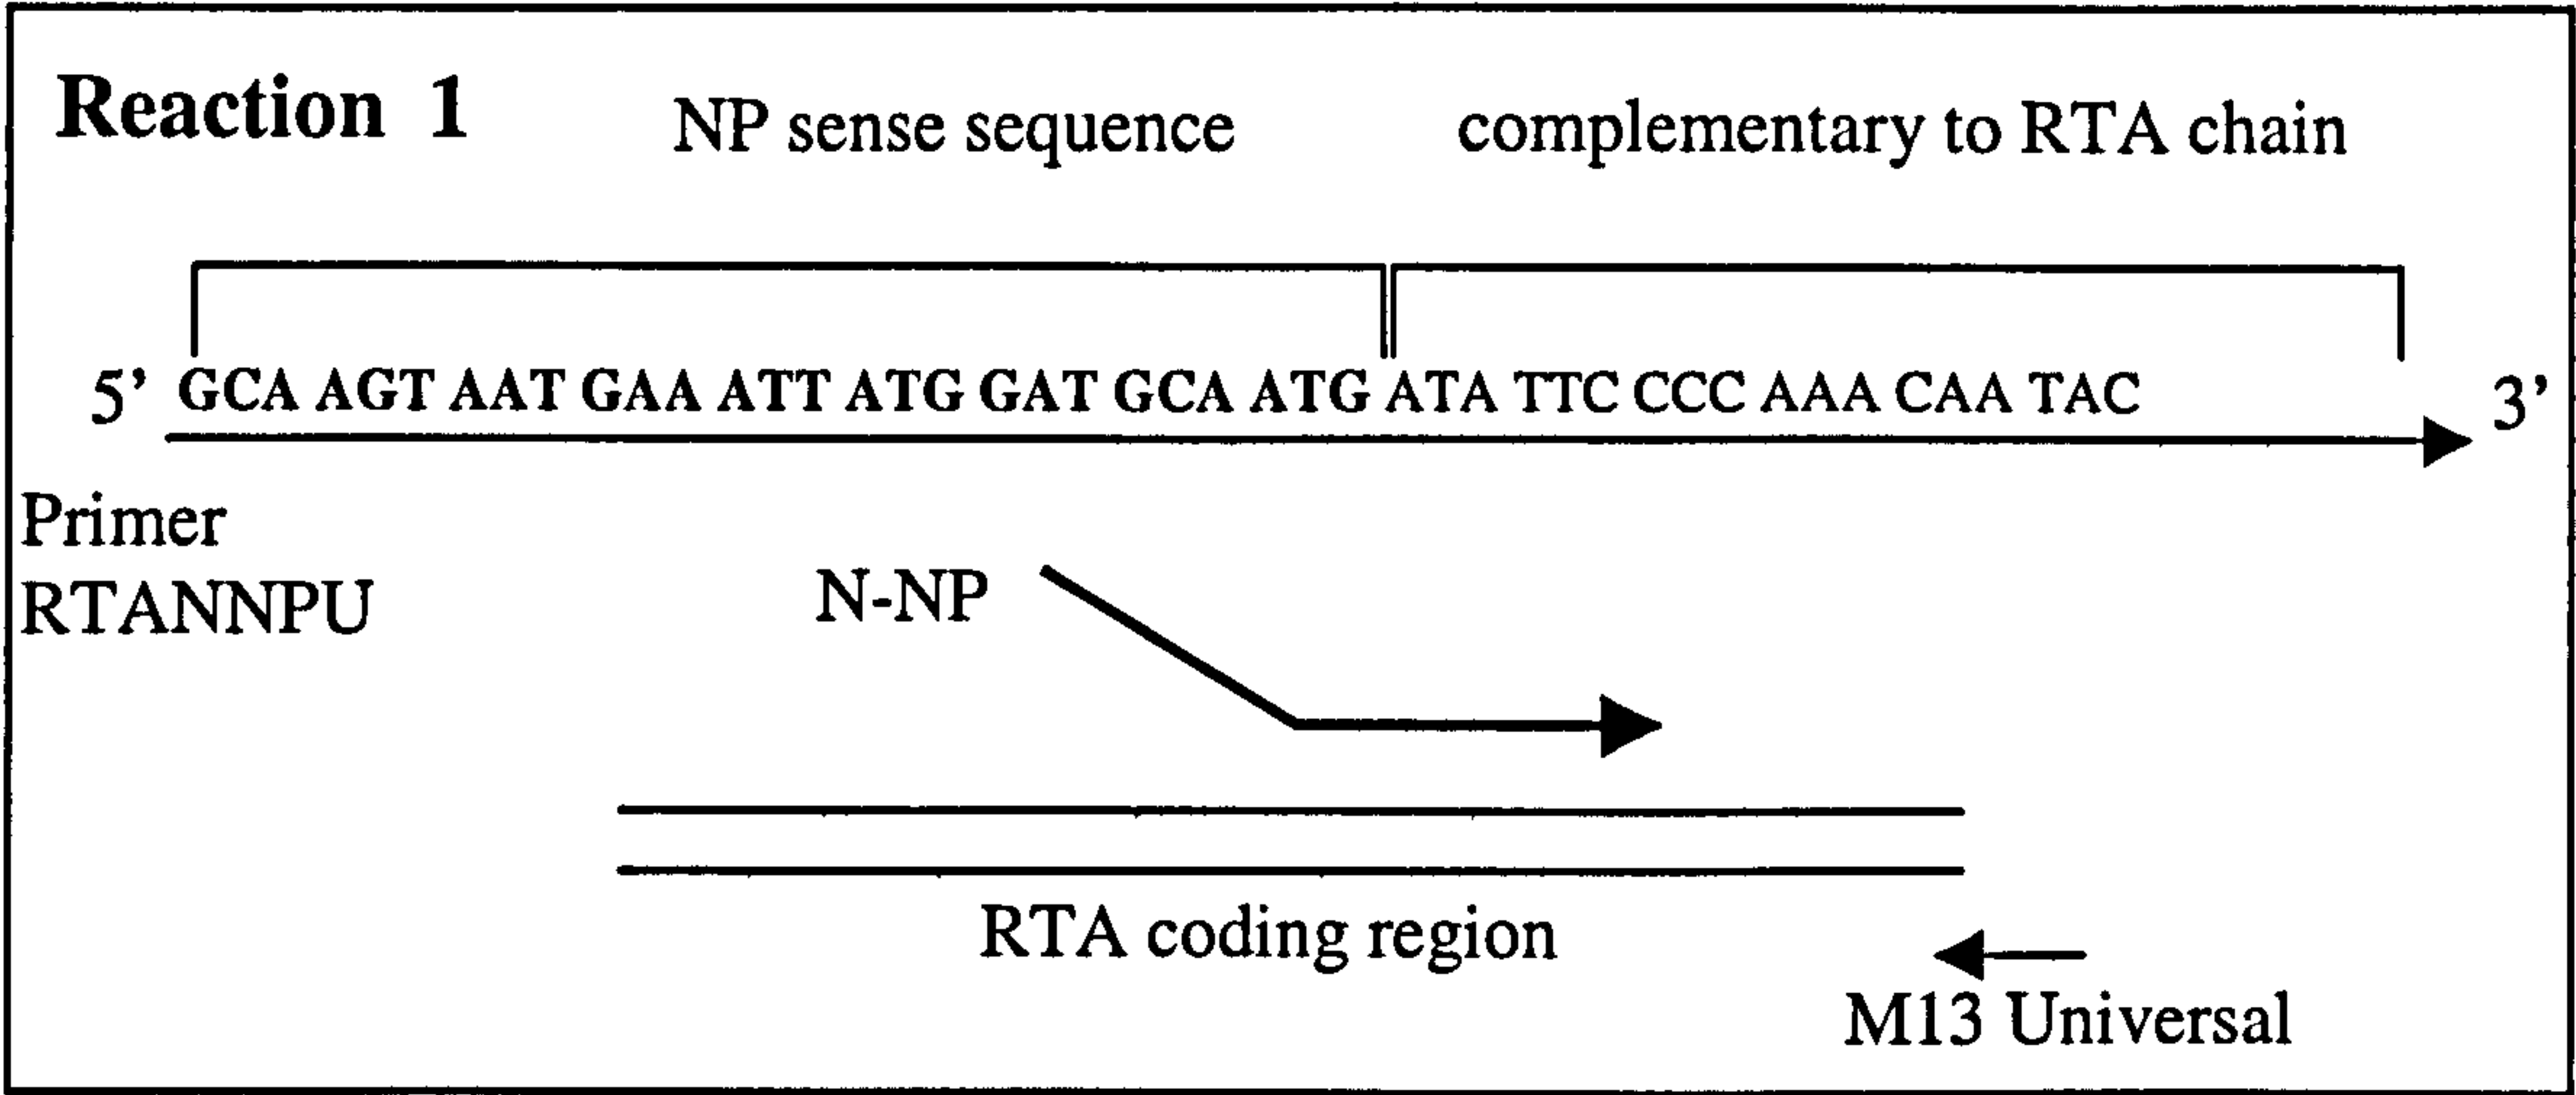 Reaction 1
NP sense sequence
complementary to RTA chain
5’ GCA AGT AAT GAA ATT ATG GAT GCA ATG ATA TTC CCC AAA CAA TAC 3’
Primer
RTANNPU
N-NP
RTA coding region
M13 Universal